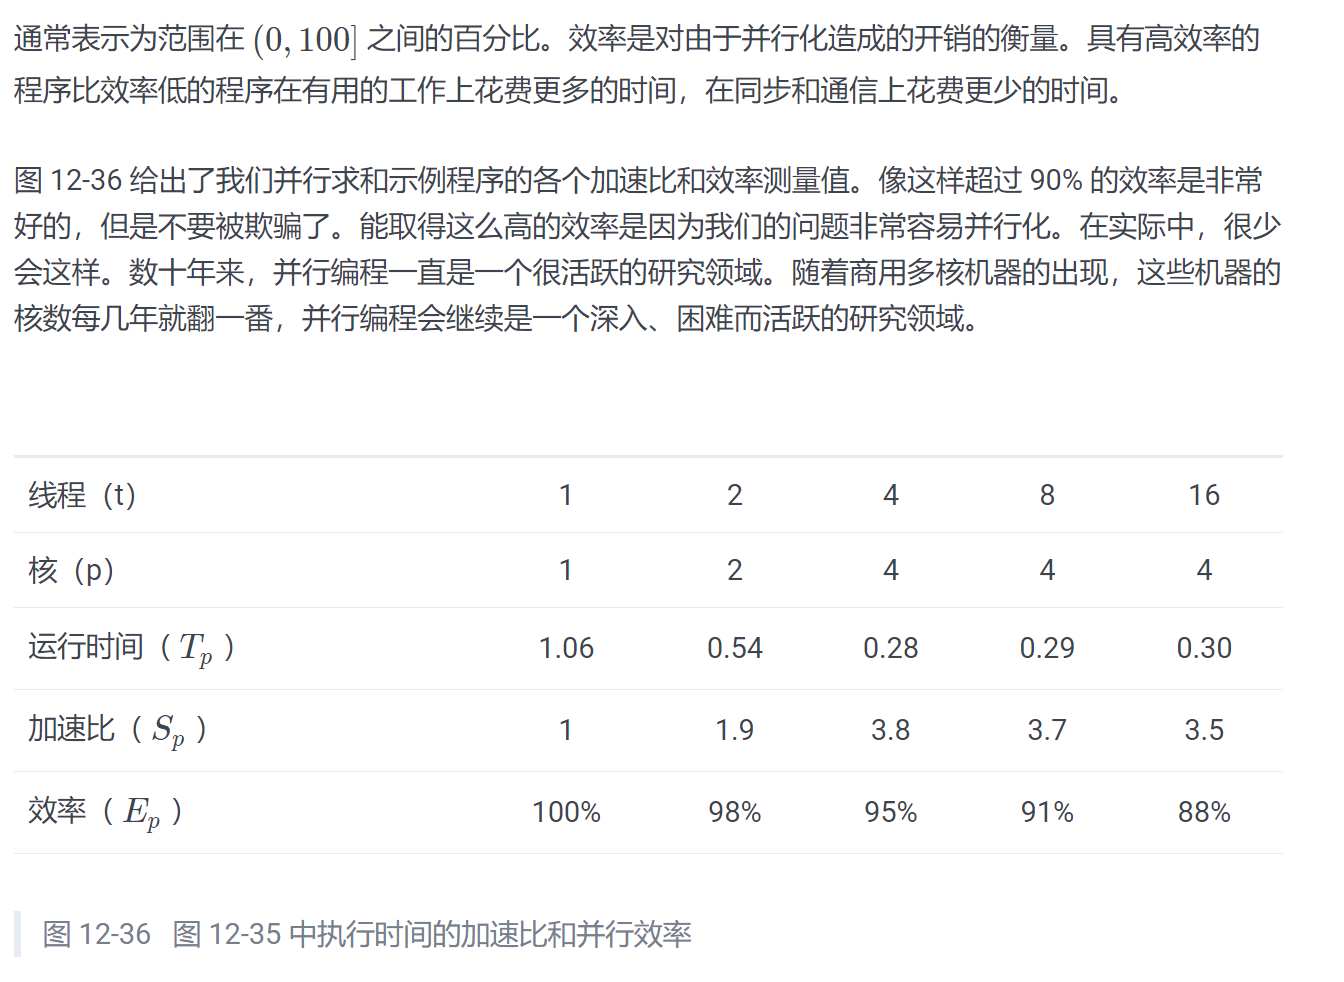 通常表示为范围在 (0, 100] 之间的百分比。效率是对由于并行化造成的开销的衡量。具有高效率的
程序比效率低的程序在有用的工作上花费更多的时间，在同步和通信上花费更少的时间。
图 12-36 给出了我们并行求和示例程序的各个加速比和效率测量值。像这样超过 90% 的效率是非常
好的，但是不要被欺骗了。能取得这么高的效率是因为我们的问题非常容易并行化。在实际中，很少
会这样。数十年来，并行编程一直是一个很活跃的研究领域。随着商用多核机器的出现，这些机器的
核数每几年就翻一番，并行编程会继续是一个深入、困难而活跃的研究领域。
线程（t） 1 2 4 8 16
核（p） 1 2 4 4 4
运行时间（ Tp ） 1.06 0.54 0.28 0.29 0.30
加速比（ Sp ） 1 1.9 3.8 3.7 3.5
效率（ Ep ） 100% 98% 95% 91% 88%
图 12-36 图 12-35 中执行时间的加速比和并行效率